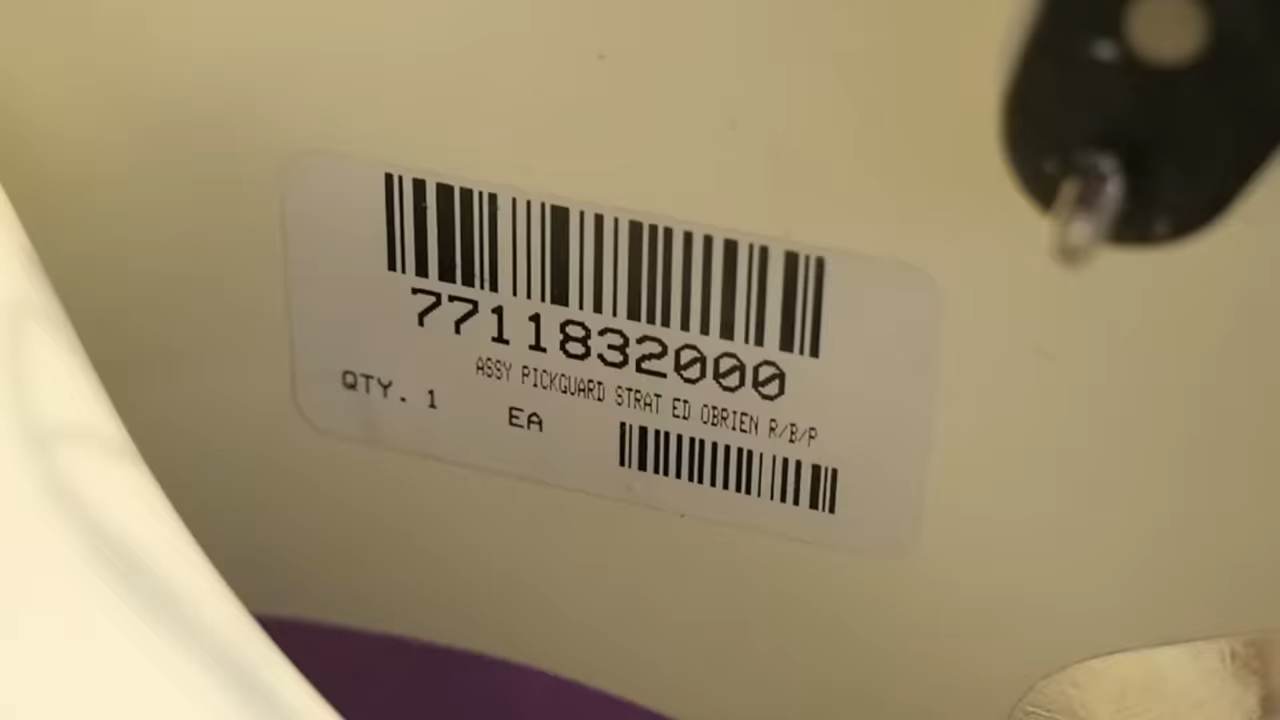 7711832000
ASSY PICKGUARD STRAT ED OBRIEN R/B/P
QTY. 1 EA